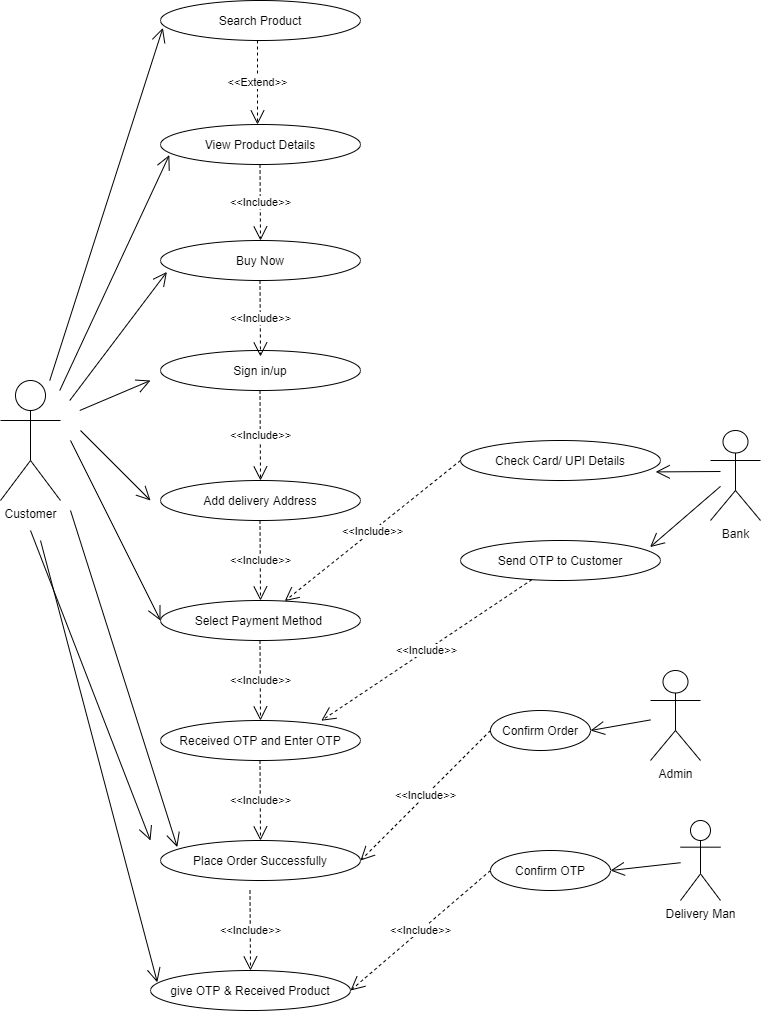 Search Product
<<Extend>>
View Product Details
<<Include>>
Buy Now
<<Include>>
Sign in/up
<<Include>>
Check Card/ UPI Details
Add delivery Address
Customer
<<Include>>
Bank
<<Include>>
Send OTP to Customer
Select Payment Method
<<Include>>
<<Include>>
Confirm Order
Received OTP and Enter OTP
Admin
<<Include>>
<<Include>>
Place Order Successfully
Confirm OTP
Delivery Man
<<Include>>
<<Include>>
give OTP & Received Product